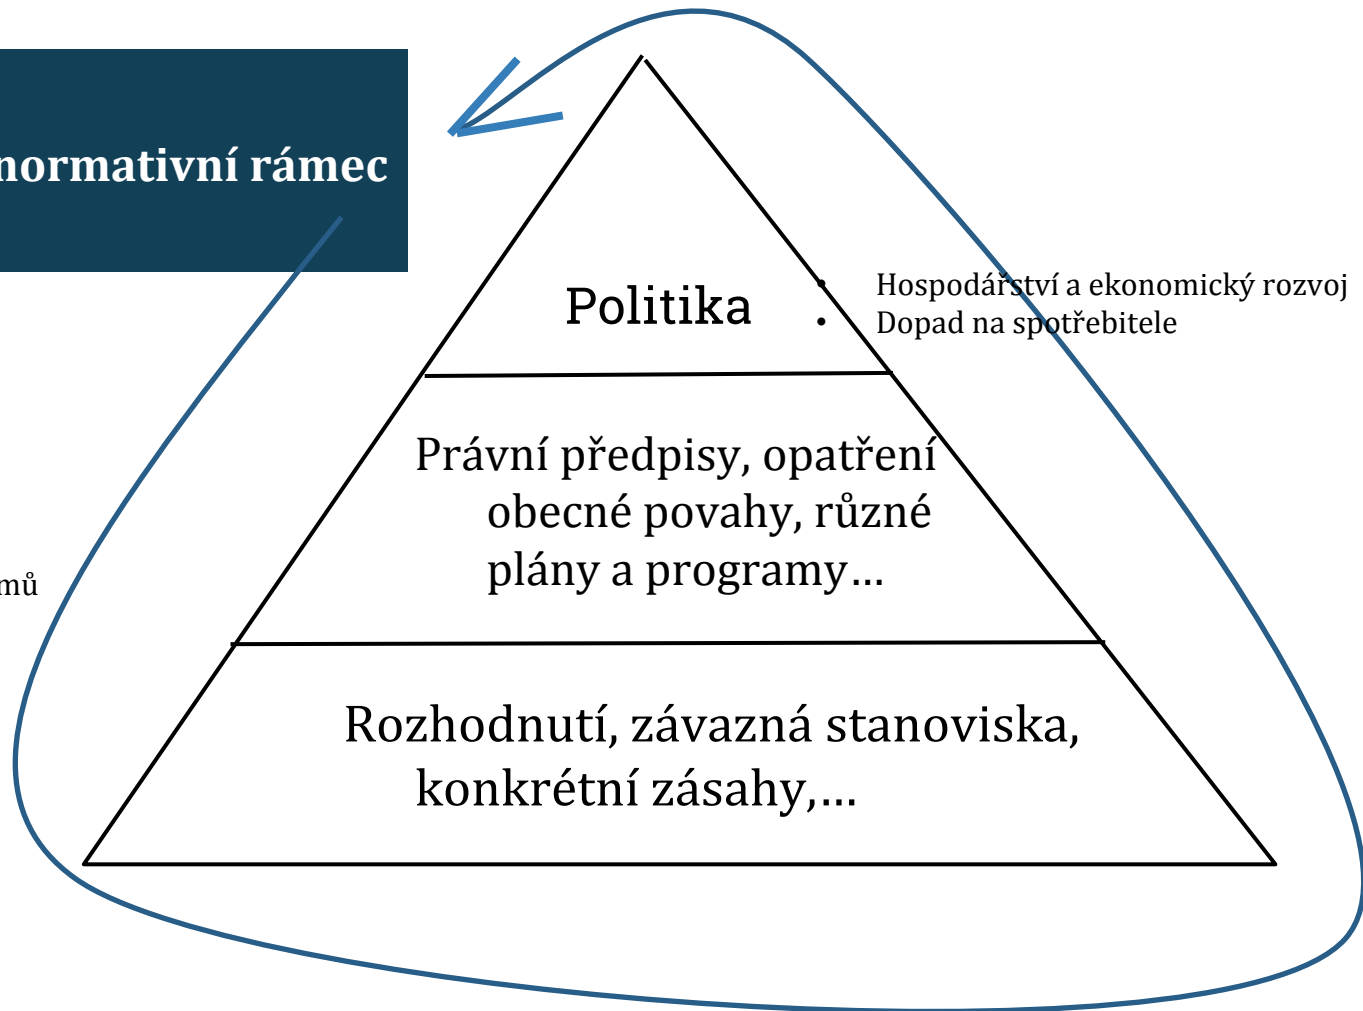 normativní rámec
Politika
• Hospodářství a ekonomický rozvoj
• Dopad na spotřebitele
Právní předpisy, opatření
obecné povahy, různé
plány a programy…
mů
Rozhodnutí, závazná stanoviska,
konkrétní zásahy,…